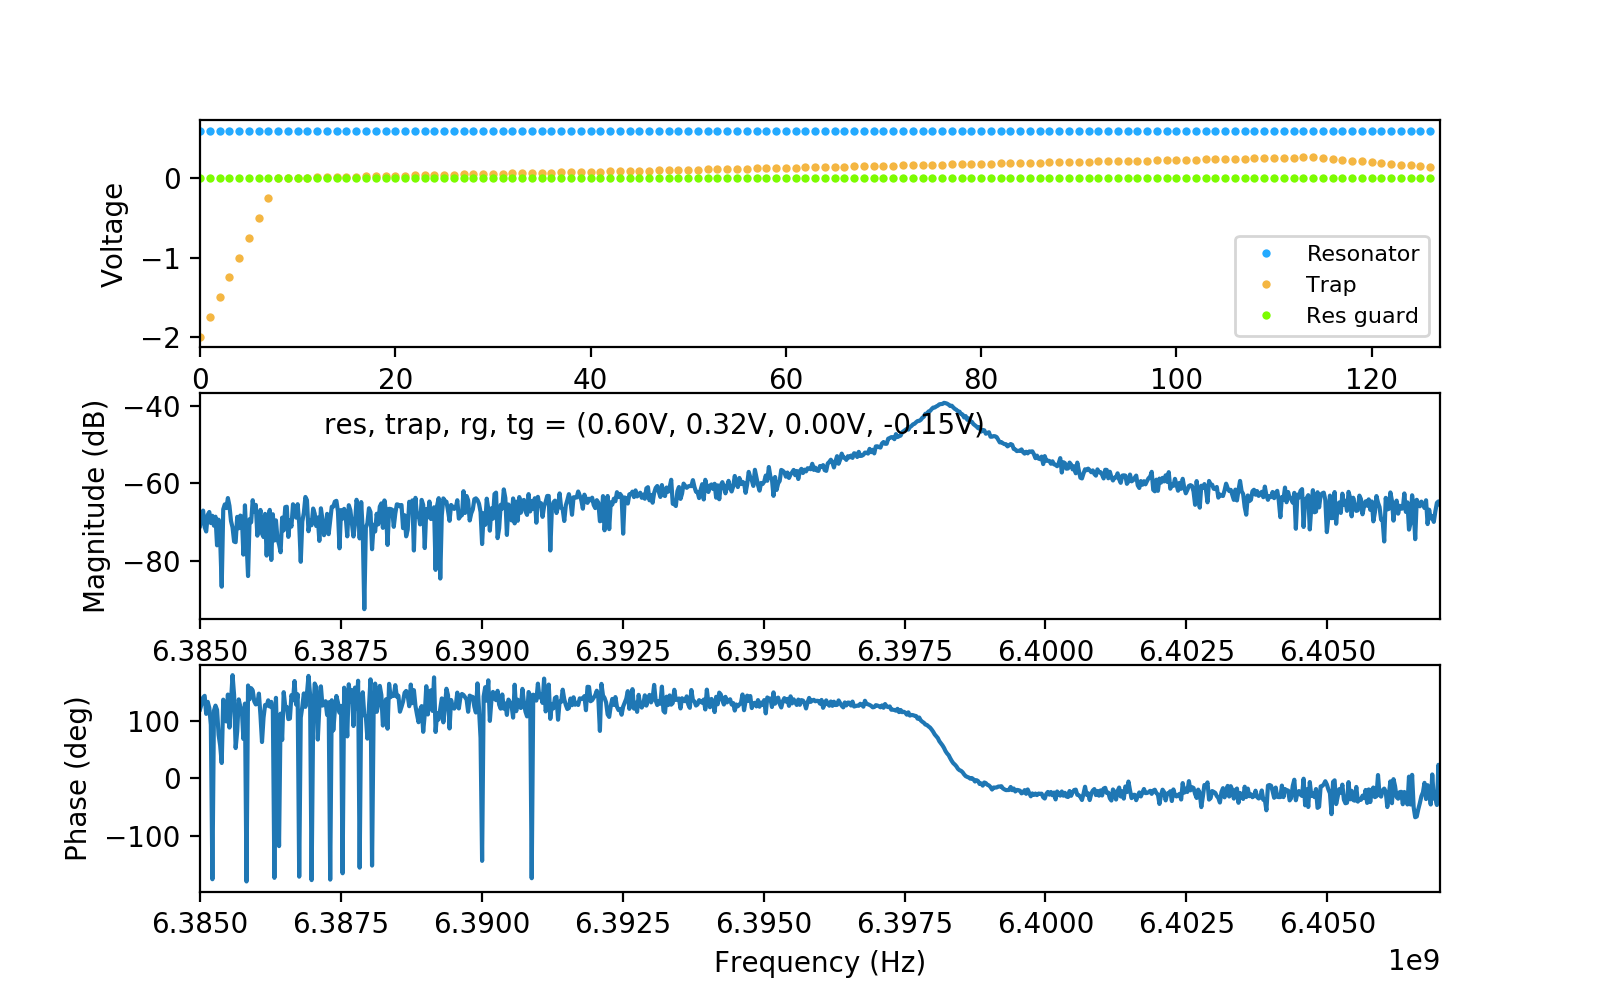 Voltage
0
−1
−2
Resonator
Trap
Res guard
0 20 40 60 80 100 120
Magnitude (dB)
−40
−60
−80
res, trap, rg, tg = (0.60V, 0.32V, 0.00V, -0.15V)
6.3850 6.3875 6.3900 6.3925 6.3950 6.3975 6.4000 6.4025 6.4050
Phase (deg)
100
0
−100
6.3850 6.3875 6.3900 6.3925 6.3950 6.3975 6.4000 6.4025 6.4050
Frequency (Hz)
1e9